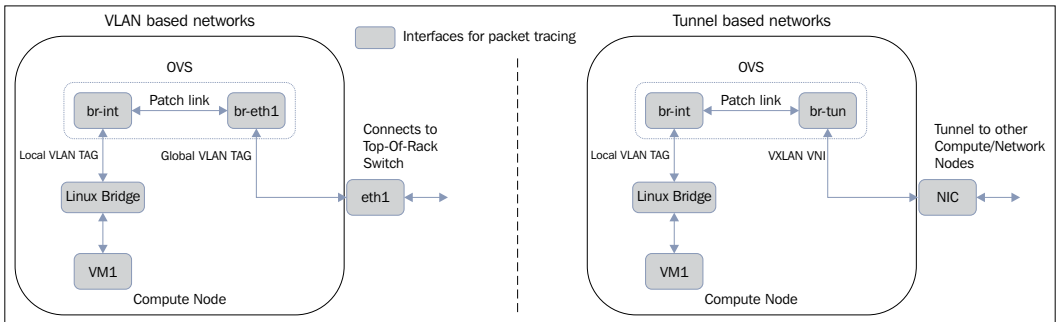 VLAN based networks
Interfaces for packet tracing
Tunnel based networks
OVS
br-int
Patch link
br-eth1
Local VLAN TAG
Global VLAN TAG
Connects to
Top-Of-Rack
Switch
Linux Bridge
eth1
VM1
Compute Node
OVS
br-int
Patch link
br-tun
Local VLAN TAG
VXLAN VNI
Tunnel to other
Compute/Network
Nodes
Linux Bridge
NIC
VM1
Compute Node